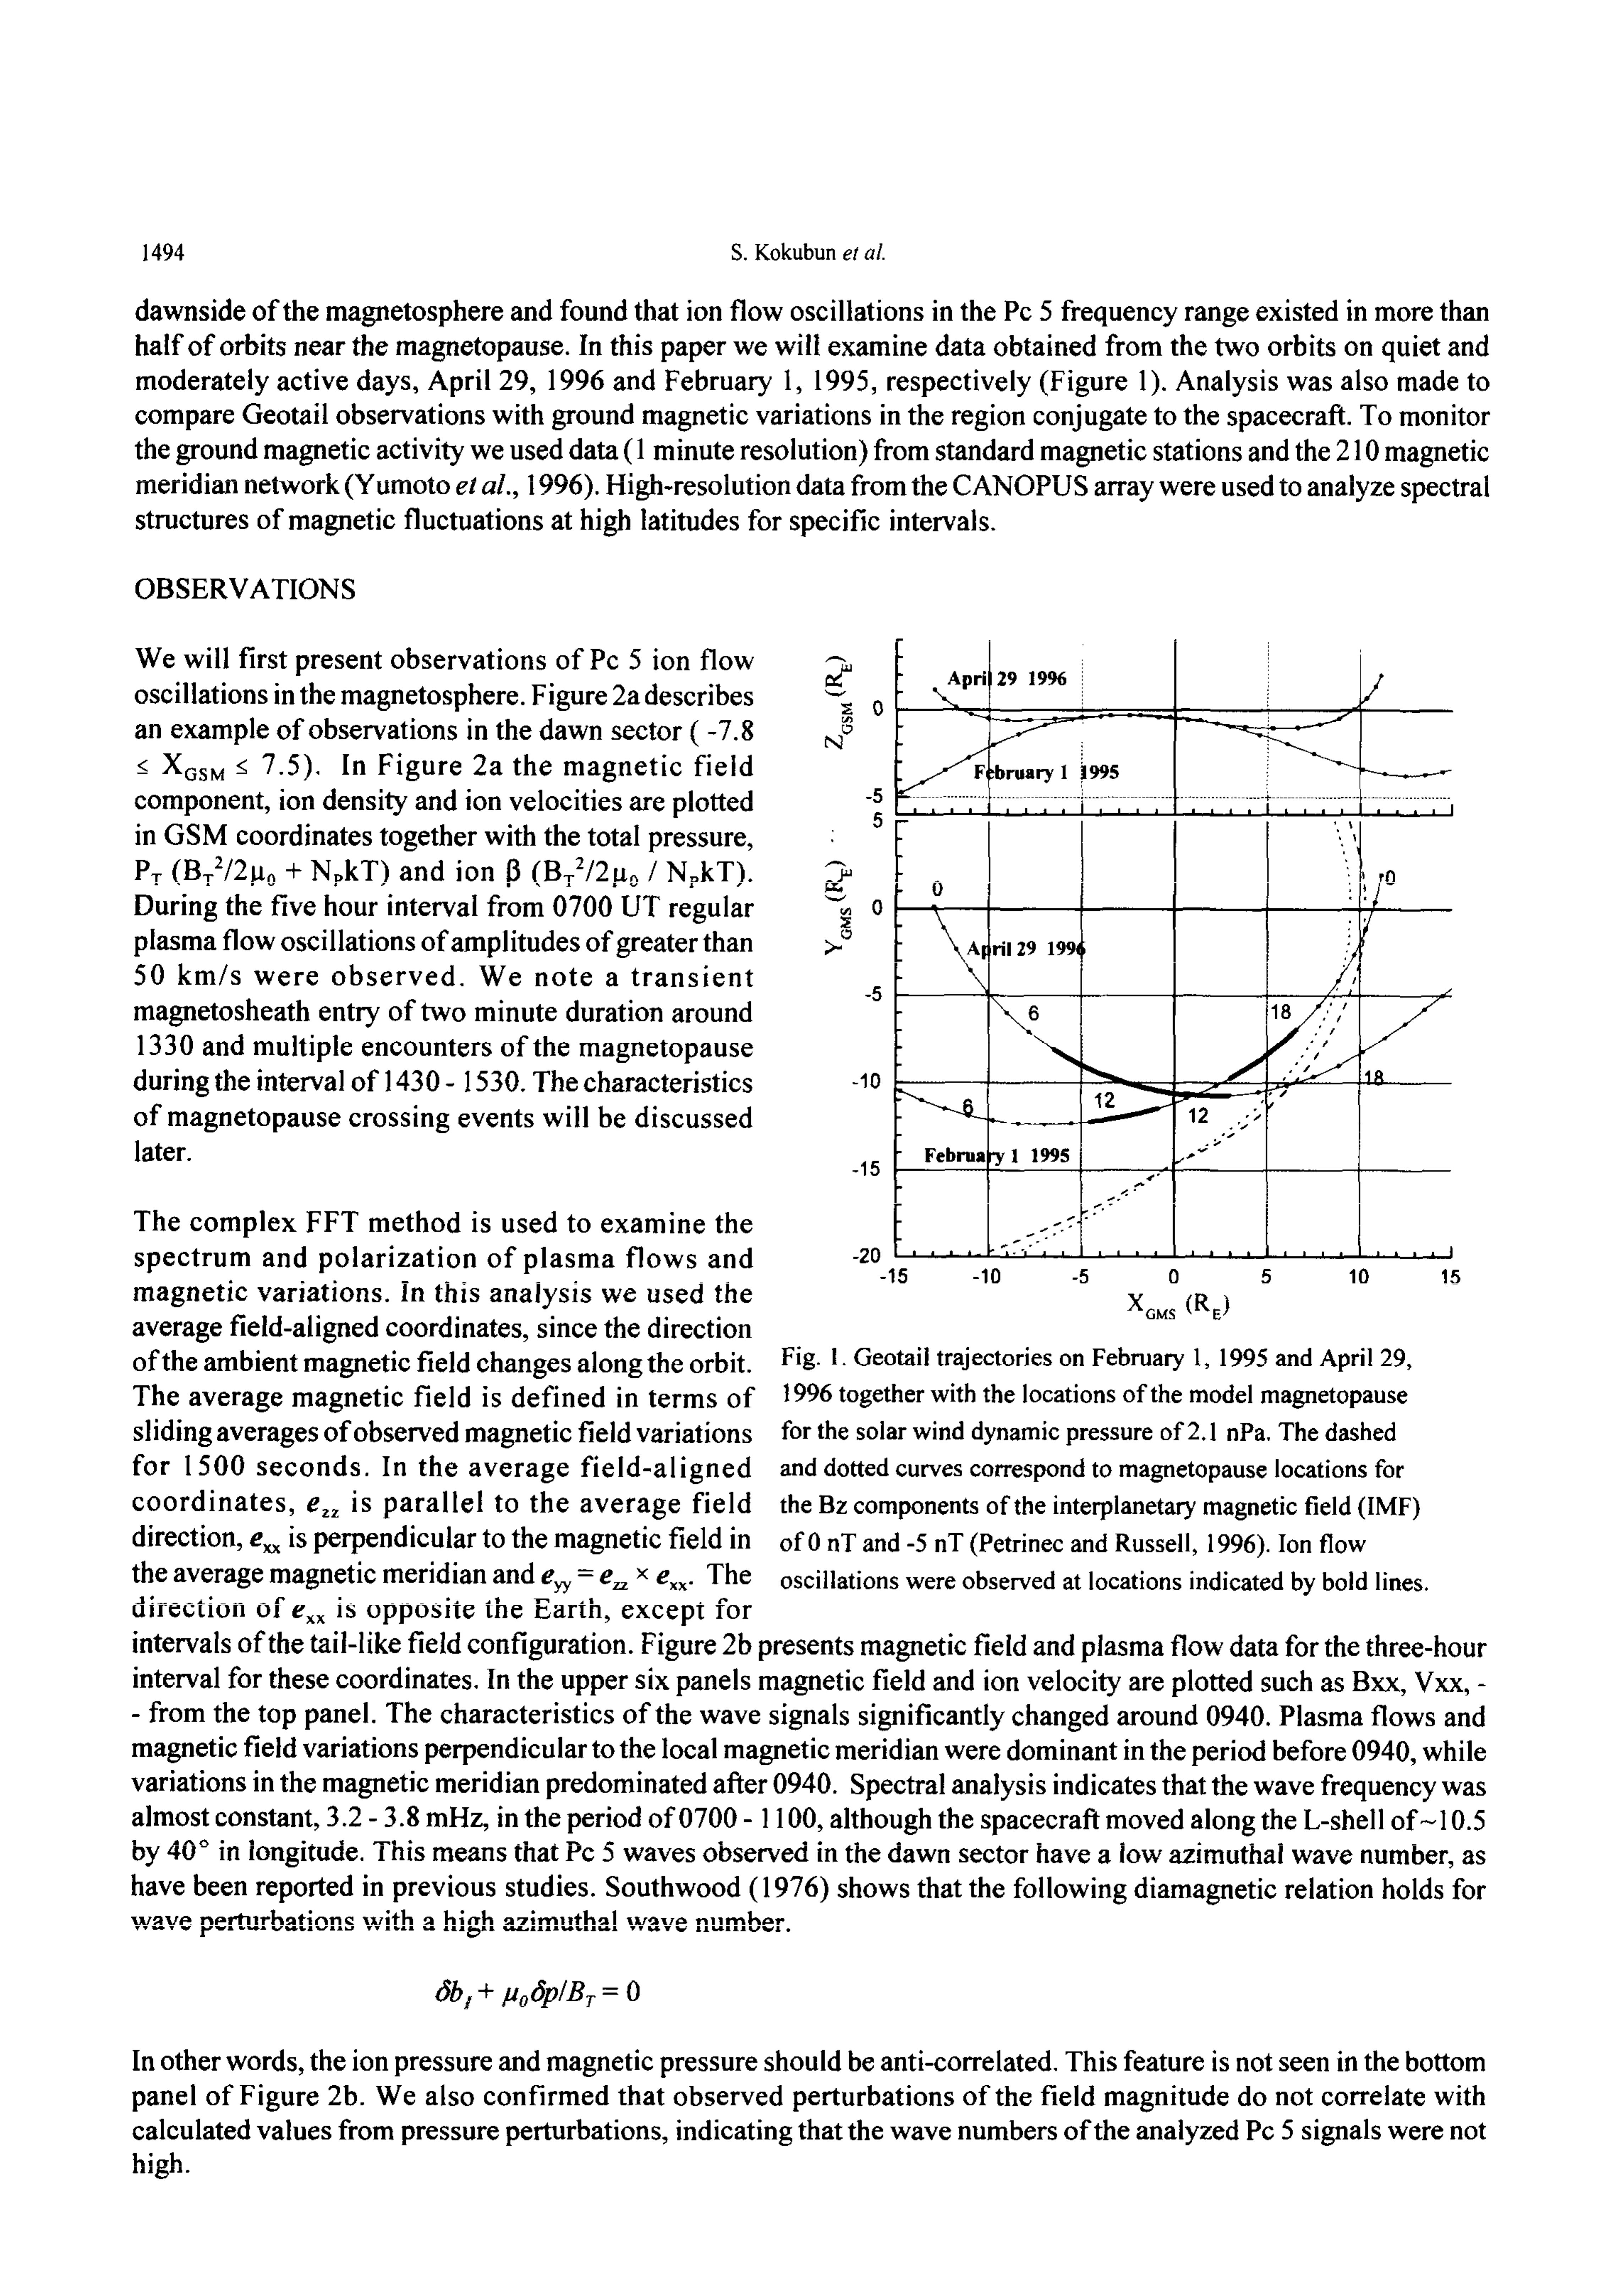 1494
S. Kokubun et al.
dawnside of the magnetosphere and found that ion flow oscillations in the Pc 5 frequency range existed in more than
half of orbits near the magnetopause. In this paper we will examine data obtained from the two orbits on quiet and
moderately active days, April 29, 1996 and February 1, 1995, respectively (Figure 1). Analysis was also made to
compare Geotail observations with ground magnetic variations in the region conjugate to the spacecraft. To monitor
the ground magnetic activity we used data (1 minute resolution) from standard magnetic stations and the 210 magnetic
meridian network (Yumoto et al., 1996). High-resolution data from the CANOPUS array were used to analyze spectral
structures of magnetic fluctuations at high latitudes for specific intervals.
OBSERVATIONS
We will first present observations of Pc 5 ion flow
oscillations in the magnetosphere. Figure 2a describes
an example of observations in the dawn sector ( -7.8
≤ X_GSM ≤ 7.5). In Figure 2a the magnetic field
component, ion density and ion velocities are plotted
in GSM coordinates together with the total pressure,
P_T (B_T²/2μ₀ + N_PkT) and ion β (B_T²/2μ₀ / N_PkT).
During the five hour interval from 0700 UT regular
plasma flow oscillations of amplitudes of greater than
50 km/s were observed. We note a transient
magnetosheath entry of two minute duration around
1330 and multiple encounters of the magnetopause
during the interval of 1430 - 1530. The characteristics
of magnetopause crossing events will be discussed
later.
The complex FFT method is used to examine the
spectrum and polarization of plasma flows and
magnetic variations. In this analysis we used the
average field-aligned coordinates, since the direction
of the ambient magnetic field changes along the orbit.
The average magnetic field is defined in terms of
sliding averages of observed magnetic field variations
for 1500 seconds. In the average field-aligned
coordinates, e_zz is parallel to the average field
direction, e_xx is perpendicular to the magnetic field in
the average magnetic meridian and e_yy = e_zz × e_xx. The
direction of e_xx is opposite the Earth, except for
Z_GSM (R_E)
0
-5
April 29 1996
February 1 1995
Y_GMS (R_E)
5
0
-5
-10
-15
-20
0
0
April 29 1996
6
18
12
12
18
6
February 1 1995
-15 -10 -5 0 5 10 15
X_GMS (R_E)
Fig. 1. Geotail trajectories on February 1, 1995 and April 29,
1996 together with the locations of the model magnetopause
for the solar wind dynamic pressure of 2.1 nPa. The dashed
and dotted curves correspond to magnetopause locations for
the Bz components of the interplanetary magnetic field (IMF)
of 0 nT and -5 nT (Petrinec and Russell, 1996). Ion flow
oscillations were observed at locations indicated by bold lines.
intervals of the tail-like field configuration. Figure 2b presents magnetic field and plasma flow data for the three-hour
interval for these coordinates. In the upper six panels magnetic field and ion velocity are plotted such as Bxx, Vxx, -
- from the top panel. The characteristics of the wave signals significantly changed around 0940. Plasma flows and
magnetic field variations perpendicular to the local magnetic meridian were dominant in the period before 0940, while
variations in the magnetic meridian predominated after 0940. Spectral analysis indicates that the wave frequency was
almost constant, 3.2 - 3.8 mHz, in the period of 0700 - 1100, although the spacecraft moved along the L-shell of ~10.5
by 40° in longitude. This means that Pc 5 waves observed in the dawn sector have a low azimuthal wave number, as
have been reported in previous studies. Southwood (1976) shows that the following diamagnetic relation holds for
wave perturbations with a high azimuthal wave number.
δb_∥ + μ₀δp/B_T = 0
In other words, the ion pressure and magnetic pressure should be anti-correlated. This feature is not seen in the bottom
panel of Figure 2b. We also confirmed that observed perturbations of the field magnitude do not correlate with
calculated values from pressure perturbations, indicating that the wave numbers of the analyzed Pc 5 signals were not
high.